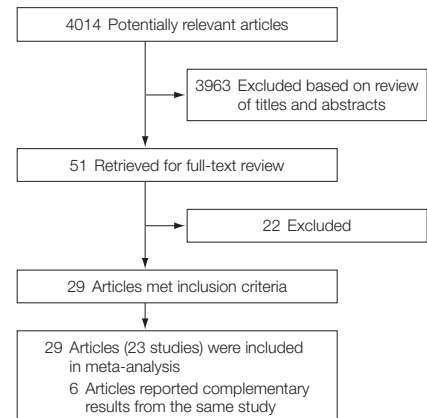 4014 Potentially relevant articles
3963 Excluded based on review
of titles and abstracts
51 Retrieved for full-text review
22 Excluded
29 Articles met inclusion criteria
29 Articles (23 studies) were included
in meta-analysis
6 Articles reported complementary
results from the same study